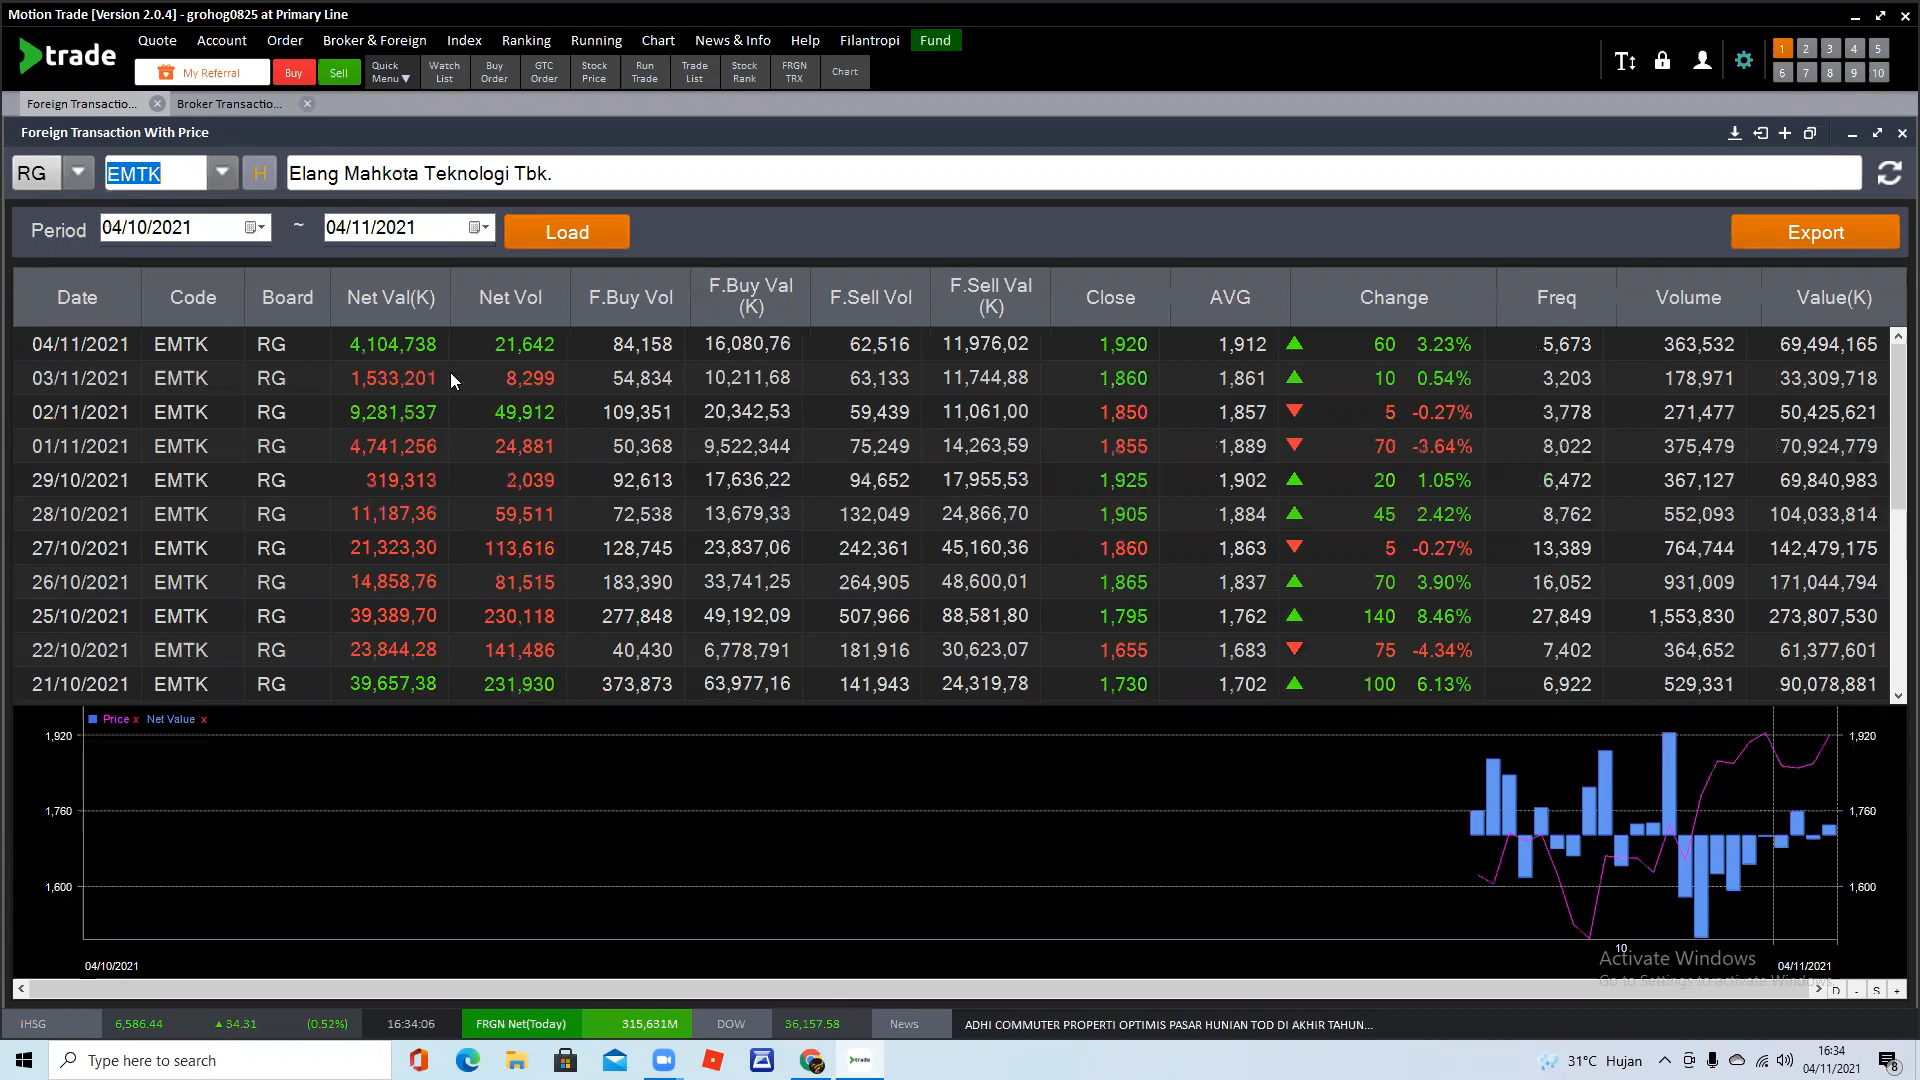 Motion Trade [Version 2.0.4] - grohog0825 at Primary Line
trade
Quote Account Order Broker & Foreign Index Ranking Running Chart News & Info Help Filantropi Fund
My Referral Buy Sell Quick Menu▼ Watch List Buy Order GTC Order Stock Price Run Trade Trade List Stock Rank FRGN TRX Chart
1 2 3 4 5
6 7 8 9 10
Foreign Transactio... Broker Transactio...
Foreign Transaction With Price
RG EMTK H Elang Mahkota Teknologi Tbk.
Period 04/10/2021 ~ 04/11/2021 Load Export
Date Code Board Net Val(K) Net Vol F.Buy Vol F.Buy Val (K) F.Sell Vol F.Sell Val (K) Close AVG Change Freq Volume Value(K)
04/11/2021 EMTK RG 4,104,738 21,642 84,158 16,080,76 62,516 11,976,02 1,920 1,912 60 3.23% 5,673 363,532 69,494,165
03/11/2021 EMTK RG 1,533,201 8,299 54,834 10,211,68 63,133 11,744,88 1,860 1,861 10 0.54% 3,203 178,971 33,309,718
02/11/2021 EMTK RG 9,281,537 49,912 109,351 20,342,53 59,439 11,061,00 1,850 1,857 5 -0.27% 3,778 271,477 50,425,621
01/11/2021 EMTK RG 4,741,256 24,881 50,368 9,522,344 75,249 14,263,59 1,855 1,889 70 -3.64% 8,022 375,479 70,924,779
29/10/2021 EMTK RG 319,313 2,039 92,613 17,636,22 94,652 17,955,53 1,925 1,902 20 1.05% 6,472 367,127 69,840,983
28/10/2021 EMTK RG 11,187,36 59,511 72,538 13,679,33 132,049 24,866,70 1,905 1,884 45 2.42% 8,762 552,093 104,033,814
27/10/2021 EMTK RG 21,323,30 113,616 128,745 23,837,06 242,361 45,160,36 1,860 1,863 5 -0.27% 13,389 764,744 142,479,175
26/10/2021 EMTK RG 14,858,76 81,515 183,390 33,741,25 264,905 48,600,01 1,865 1,837 70 3.90% 16,052 931,009 171,044,794
25/10/2021 EMTK RG 39,389,70 230,118 277,848 49,192,09 507,966 88,581,80 1,795 1,762 140 8.46% 27,849 1,553,830 273,807,530
22/10/2021 EMTK RG 23,844,28 141,486 40,430 6,778,791 181,916 30,623,07 1,655 1,683 75 -4.34% 7,402 364,652 61,377,601
21/10/2021 EMTK RG 39,657,38 231,930 373,873 63,977,16 141,943 24,319,78 1,730 1,702 100 6.13% 6,922 529,331 90,078,881
Price x Net Value x
1,920 1,920
1,760 1,760
1,600 1,600
10
Activate Windows
04/10/2021 04/11/2021
Go to Settings to activate Windows.
D - S +
IHSG 6,586.44 ▲34.31 (0.52%) 16:34:06 FRGN Net(Today) 315,631M DOW 36,157.58 News ADHI COMMUTER PROPERTI OPTIMIS PASAR HUNIAN TOD DI AKHIR TAHUN...
Type here to search trade 31°C Hujan 16:34
04/11/2021 8